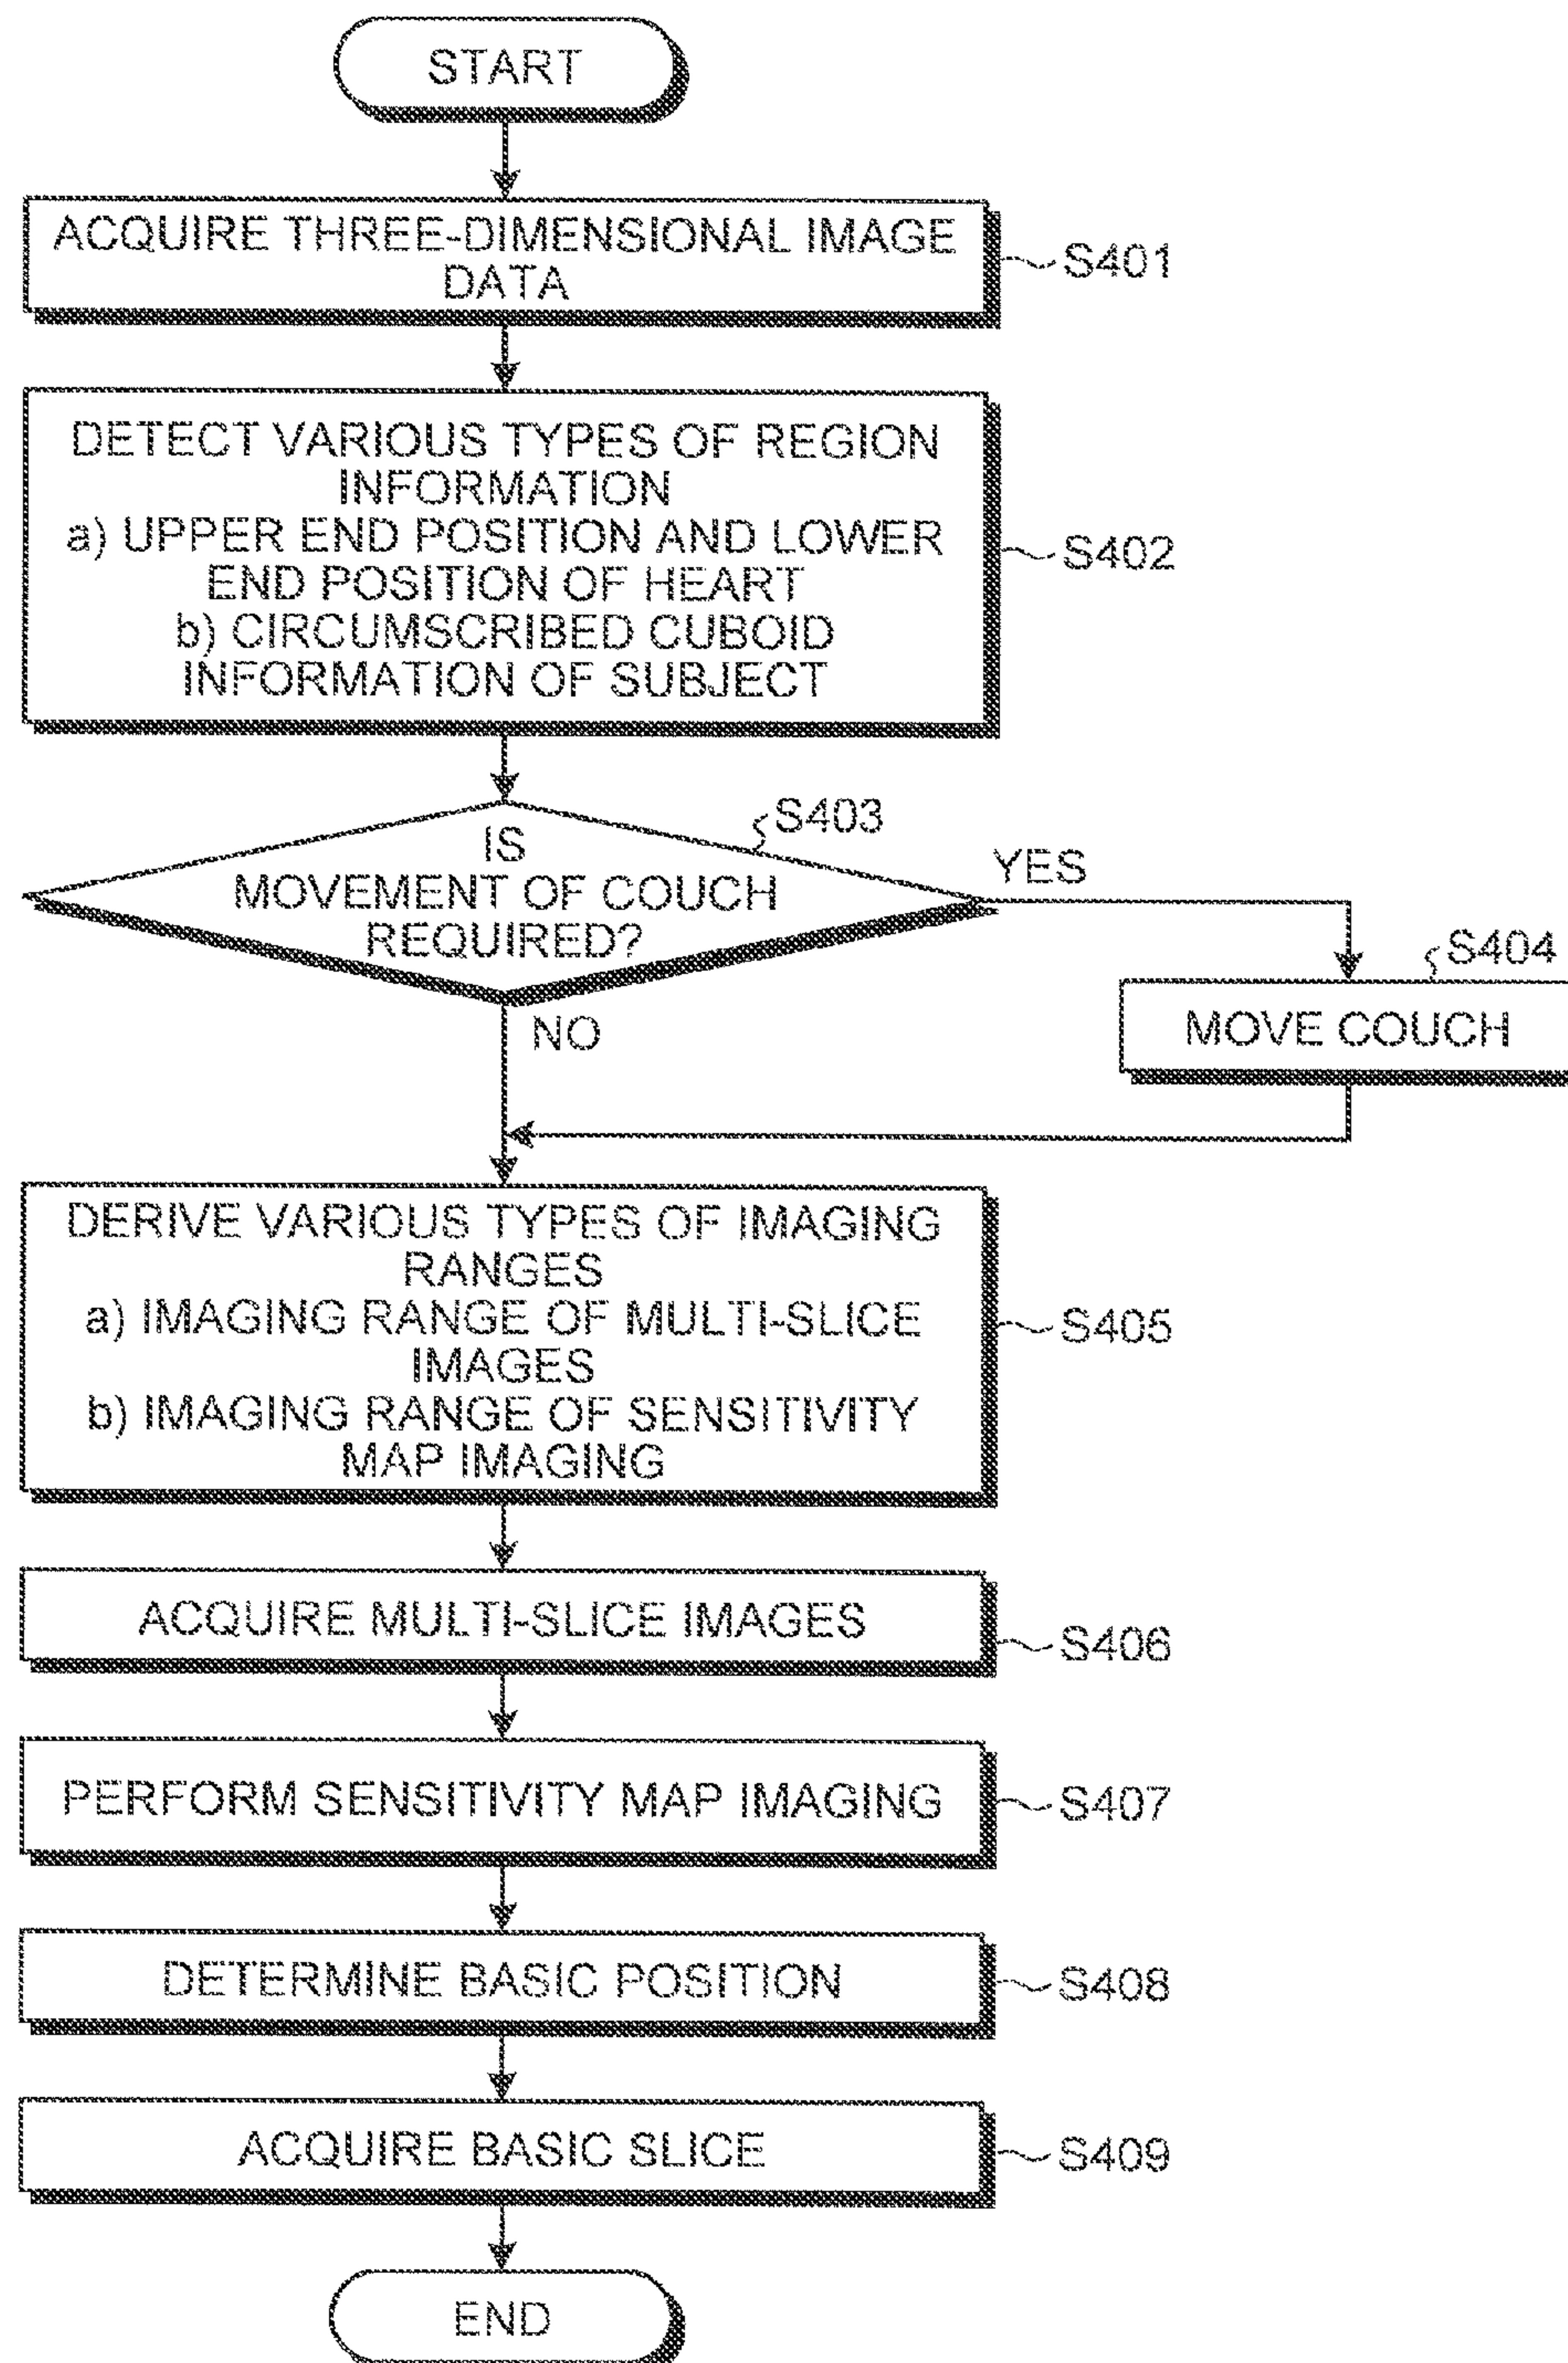 START
ACQUIRE THREE-DIMENSIONAL IMAGE
DATA
S401
DETECT VARIOUS TYPES OF REGION
INFORMATION
a) UPPER END POSITION AND LOWER
END POSITION OF HEART
b) CIRCUMSCRIBED CUBOID
INFORMATION OF SUBJECT
S402
S403
IS
MOVEMENT OF COUCH
REQUIRED?
YES
NO
S404
MOVE COUCH
DERIVE VARIOUS TYPES OF IMAGING
RANGES
a) IMAGING RANGE OF MULTI-SLICE
IMAGES
b) IMAGING RANGE OF SENSITIVITY
MAP IMAGING
S405
ACQUIRE MULTI-SLICE IMAGES
S406
PERFORM SENSITIVITY MAP IMAGING
S407
DETERMINE BASIC POSITION
S408
ACQUIRE BASIC SLICE
S409
END